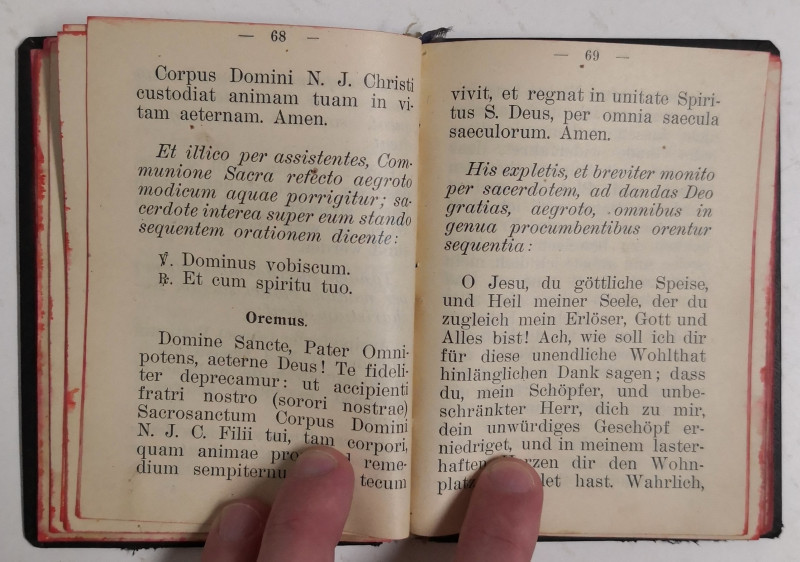 — 68 —
Corpus Domini N. J. Christi
custodiat animam tuam in vi-
tam aeternam. Amen.
Et illico per assistentes, Com-
munione Sacra refecto aegroto
modicum aquae porrigitur; sa-
cerdote interea super eum stando
sequentem orationem dicente:
℣. Dominus vobiscum.
℟. Et cum spiritu tuo.
Oremus.
Domine Sancte, Pater Omni-
potens, aeterne Deus! Te fideli-
ter deprecamur: ut accipienti
fratri nostro (sorori nostrae)
Sacrosanctum Corpus Domini
N. J. C. Filii tui, tam corpori,
quam animae reme-
dium tecum
— 69 —
vivit, et regnat in unitate Spiri-
tus S. Deus, per omnia saecula
saeculorum. Amen.
His expletis, et breviter monito
per sacerdotem, ad dandas Deo
gratias, aegroto, omnibus in
genua procumbentibus orentur
sequentia:
O Jesu, du göttliche Speise,
und Heil meiner Seele, der du
zugleich mein Erlöser, Gott und
Alles bist! Ach, wie soll ich dir
für diese unendliche Wohlthat
hinlänglichen Dank sagen; dass
du, mein Schöpfer, und unbe-
schränkter Herr, dich zu mir,
dein unwürdiges Geschöpf er-
niedriget, und in meinem laster-
haften Herzen dir den Wohn-
hast. Wahrlich,